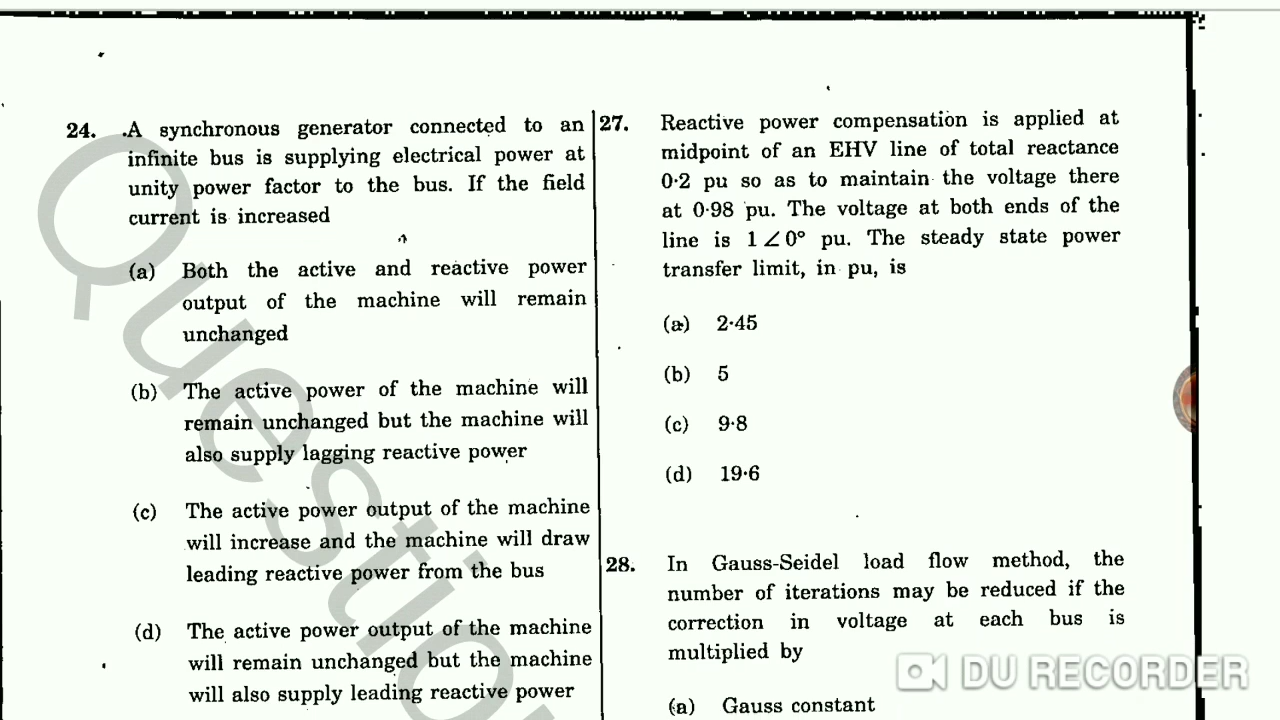 24. A synchronous generator connected to an
infinite bus is supplying electrical power at
unity power factor to the bus. If the field
current is increased
(a) Both the active and reactive power
output of the machine will remain
unchanged
(b) The active power of the machine will
remain unchanged but the machine will
also supply lagging reactive power
(c) The active power output of the machine
will increase and the machine will draw
leading reactive power from the bus
(d) The active power output of the machine
will remain unchanged but the machine
will also supply leading reactive power
27. Reactive power compensation is applied at
midpoint of an EHV line of total reactance
0·2 pu so as to maintain the voltage there
at 0·98 pu. The voltage at both ends of the
line is 1∠0° pu. The steady state power
transfer limit, in pu, is
(a) 2·45
(b) 5
(c) 9·8
(d) 19·6
28. In Gauss-Seidel load flow method, the
number of iterations may be reduced if the
correction in voltage at each bus is
multiplied by
(a) Gauss constant
Questio
DU RECORDER